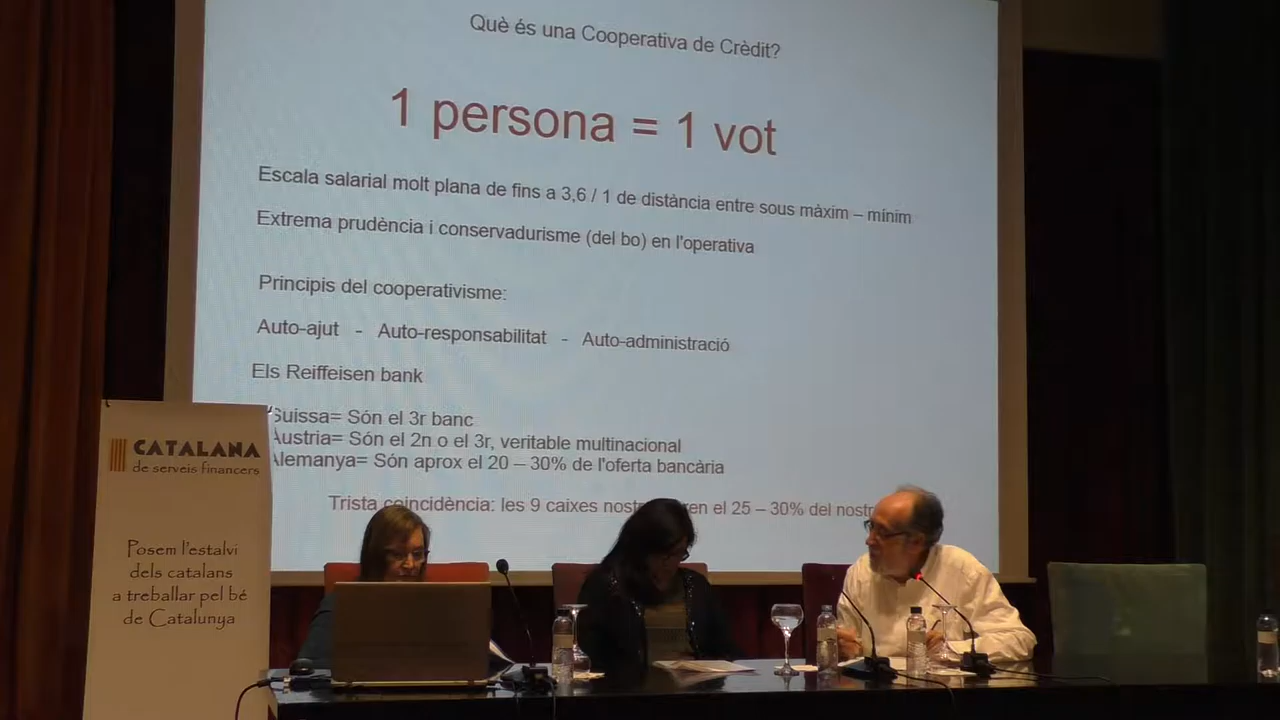 Què és una Cooperativa de Crèdit?
1 persona = 1 vot
Escala salarial molt plana de fins a 3,6 / 1 de distància entre sous màxim – mínim
Extrema prudència i conservadurisme (del bo) en l'operativa
Principis del cooperativisme:
Auto-ajut - Auto-responsabilitat - Auto-administració
Els Reiffeisen bank
Suissa= Són el 3r banc
Austria= Són el 2n o el 3r, veritable multinacional
Alemanya= Són aprox el 20 – 30% de l'oferta bancària
Trista coincidència: les 9 caixes el 25 – 30% del
CATALANA
de serveis financers
Posem l'estalvi
dels catalans
a treballar pel bé
de Catalunya